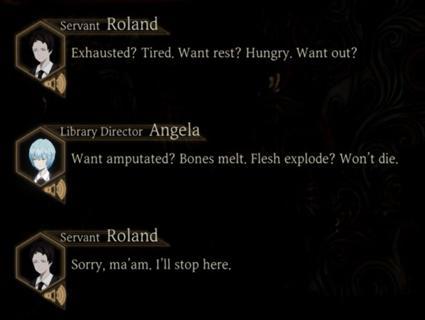 Servant Roland
Exhausted? Tired. Want rest? Hungry. Want out?
Library Director Angela
Want amputated? Bones melt. Flesh explode? Won't die.
Servant Roland
Sorry, ma'am. I'll stop here.